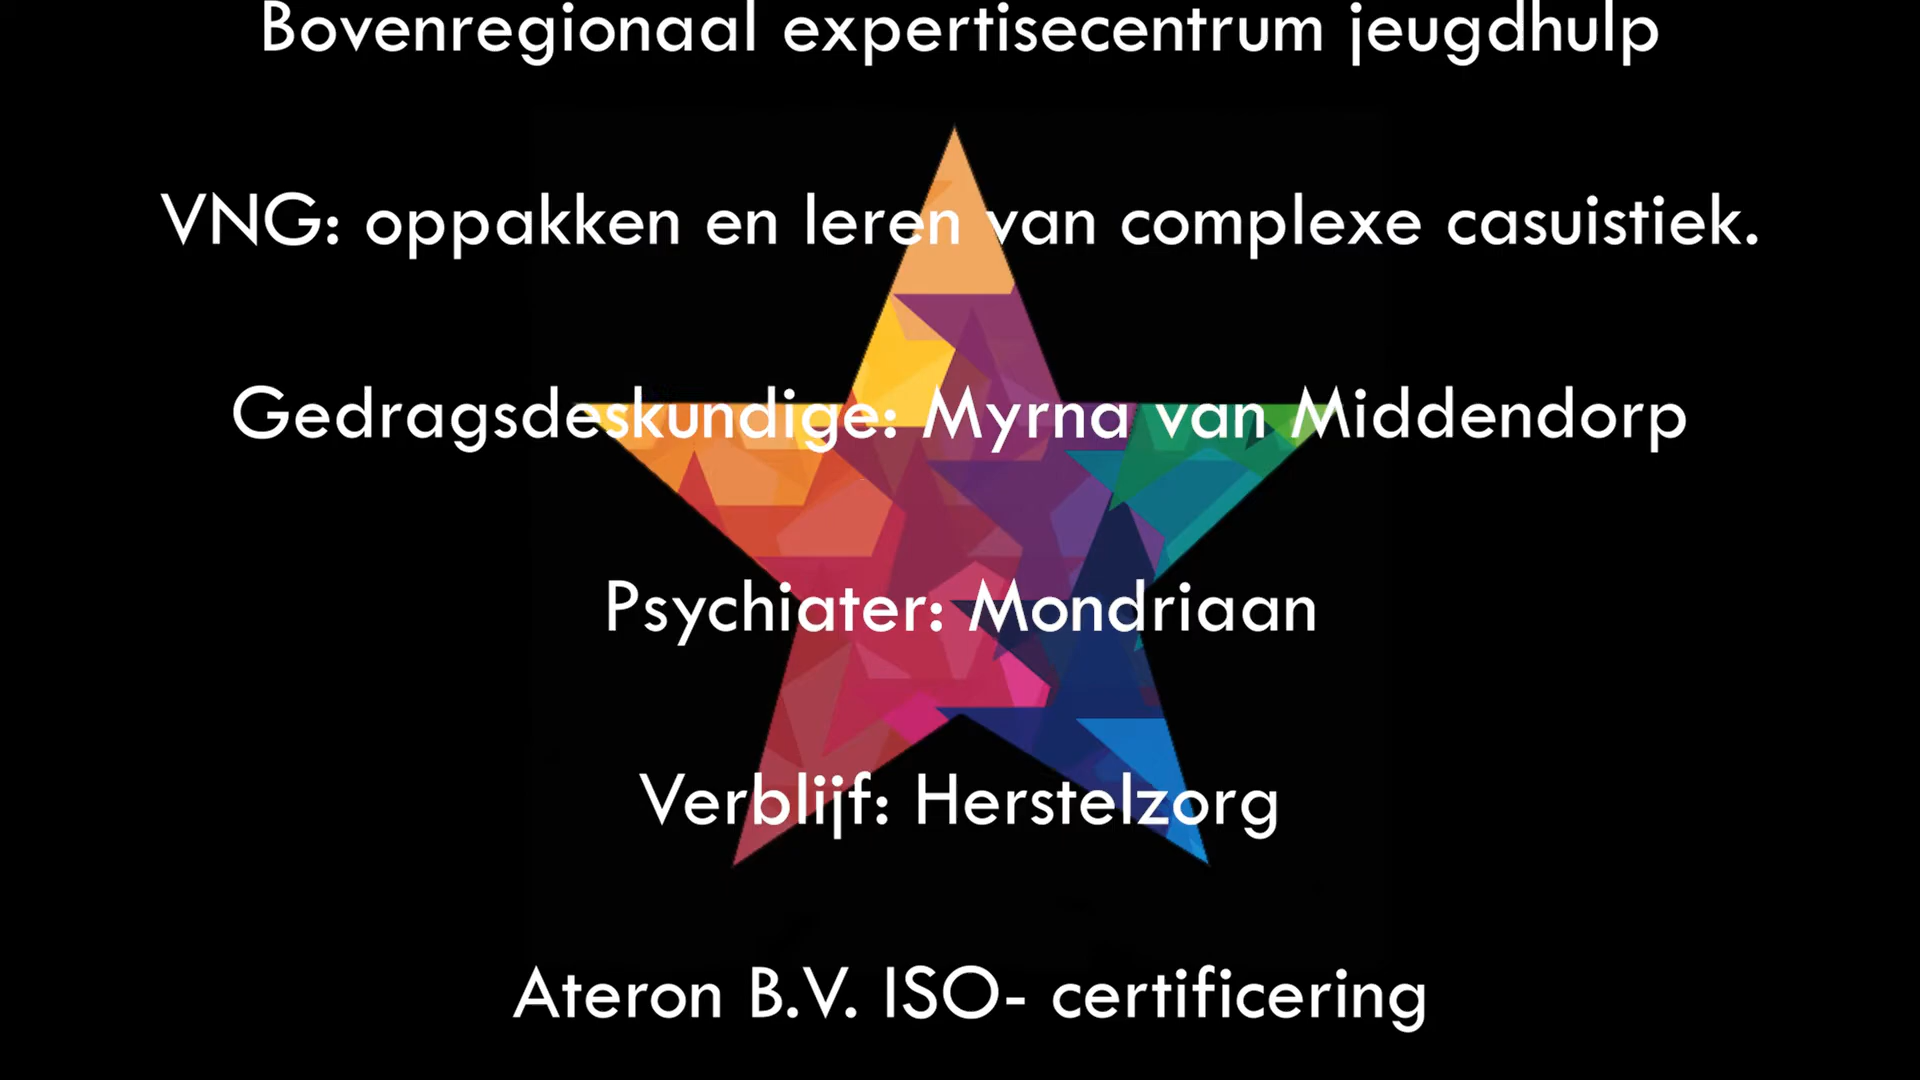 Bovenregionaal expertisecentrum jeugdhulp
VNG: oppakken en leren van complexe casuistiek.
Gedragsdeskundige: Myrna van Middendorp
Psychiater: Mondriaan
Verblijf: Herstelzorg
Ateron B.V. ISO- certificering